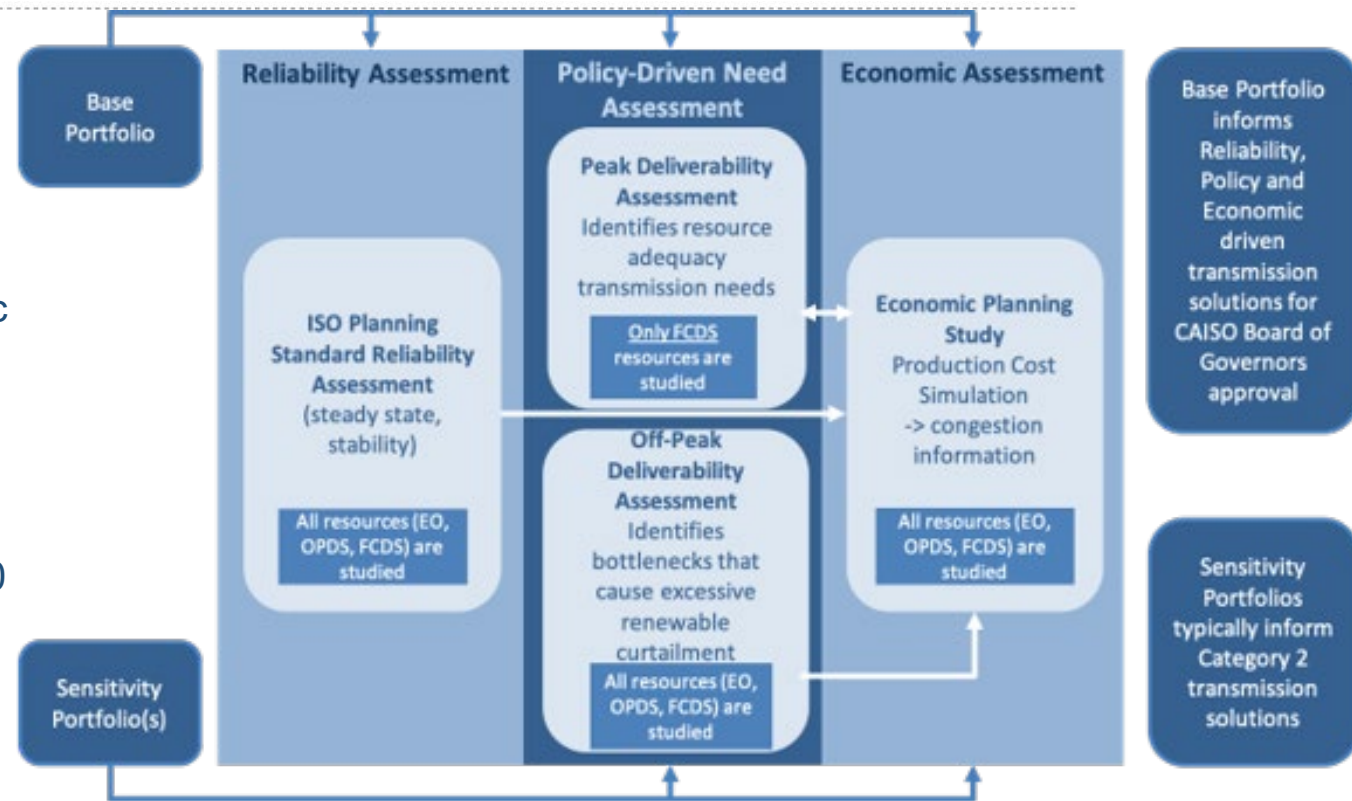 Base
Portfolio
Reliability Assessment
Policy-Driven Need
Assessment
Economic Assessment
Peak Deliverability
Assessment
Identifies resource
adequacy
transmission needs
Only FCDS
resources are
studied
ISO Planning
Standard Reliability
Assessment
(steady state,
stability)
All resources (EO,
OPDS, FCDS) are
studied
Off-Peak
Deliverability
Assessment
Identifies
bottlenecks that
cause excessive
renewable
curtailment
All resources (EO,
OPDS, FCDS) are
studied
Economic Planning
Study
Production Cost
Simulation
-> congestion
information
All resources (EO,
OPDS, FCDS) are
studied
Base Portfolio
informs
Reliability,
Policy and
Economic
driven
transmission
solutions for
CAISO Board of
Governors
approval
c
)
Sensitivity
Portfolio(s)
Sensitivity
Portfolios
typically inform
Category 2
transmission
solutions